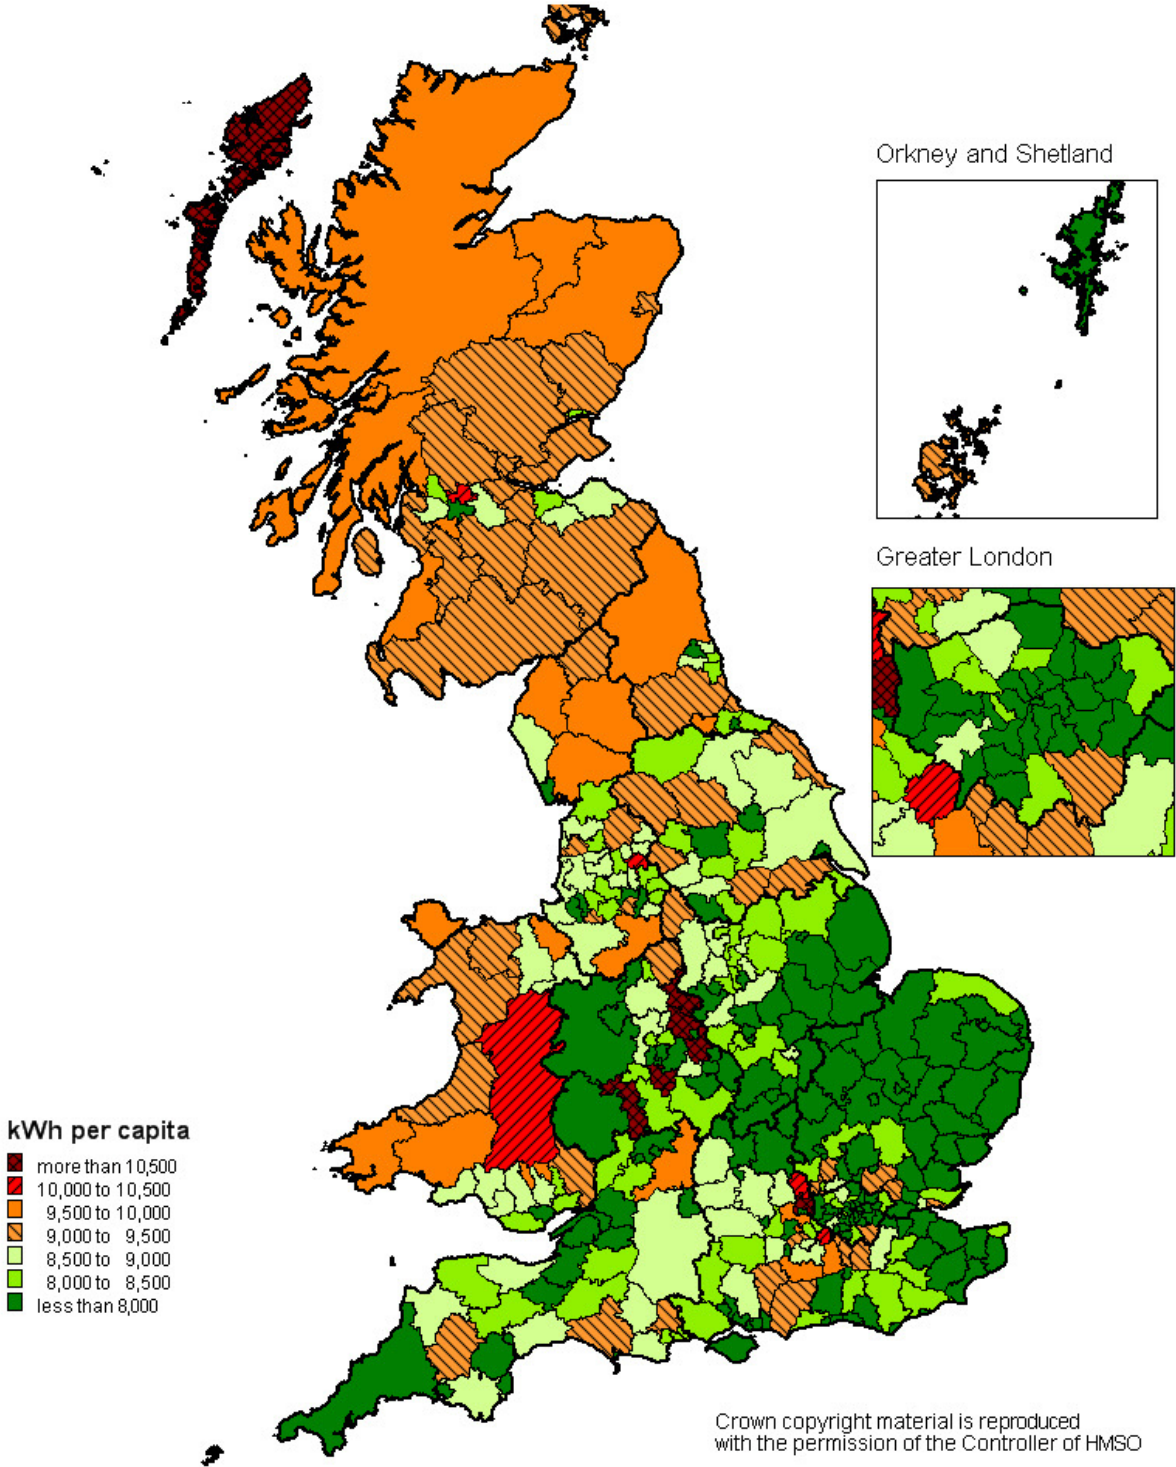 Orkney and Shetland
Greater London
kWh per capita
more than 10,500
10,000 to 10,500
9,500 to 10,000
9,000 to 9,500
8,500 to 9,000
8,000 to 8,500
less than 8,000
Crown copyright material is reproduced
with the permission of the Controller of HMSO